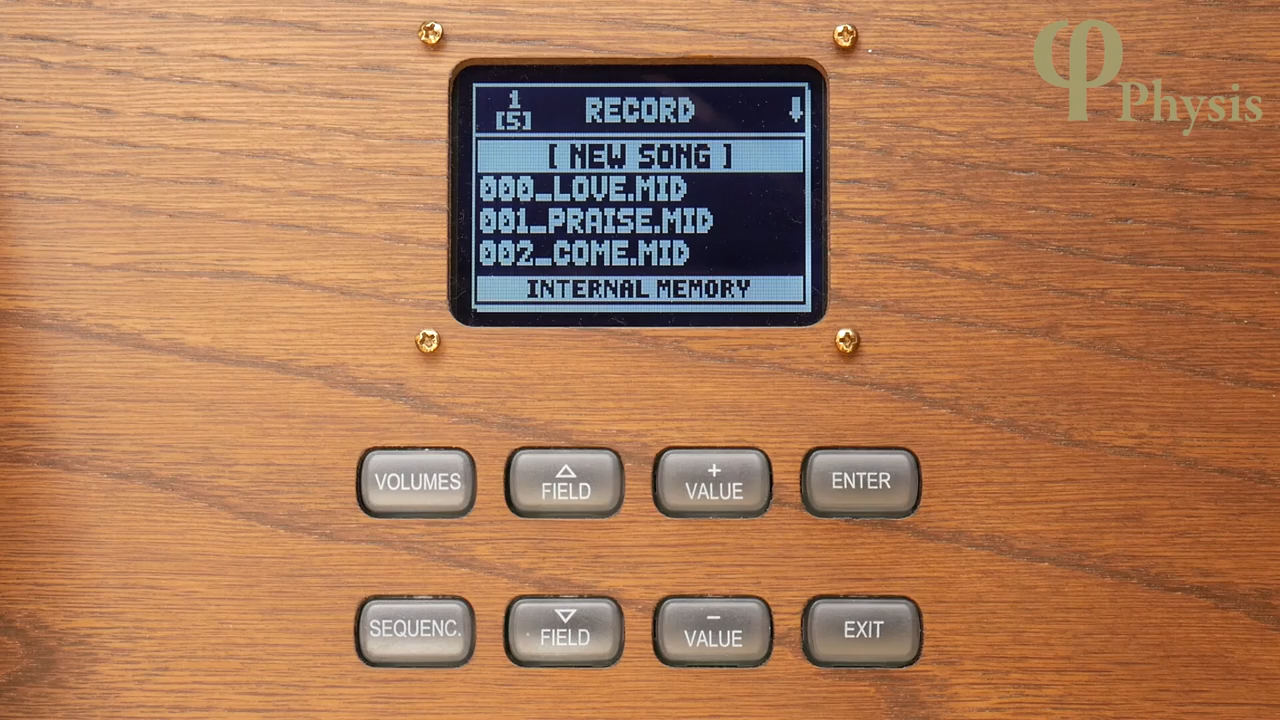 φ
Physis
1
[5]
RECORD
[ NEW SONG ]
000_LOVE.MID
001_PRAISE.MID
002_COME.MID
INTERNAL MEMORY
VOLUMES
FIELD
+
VALUE
ENTER
SEQUENC.
FIELD
−
VALUE
EXIT